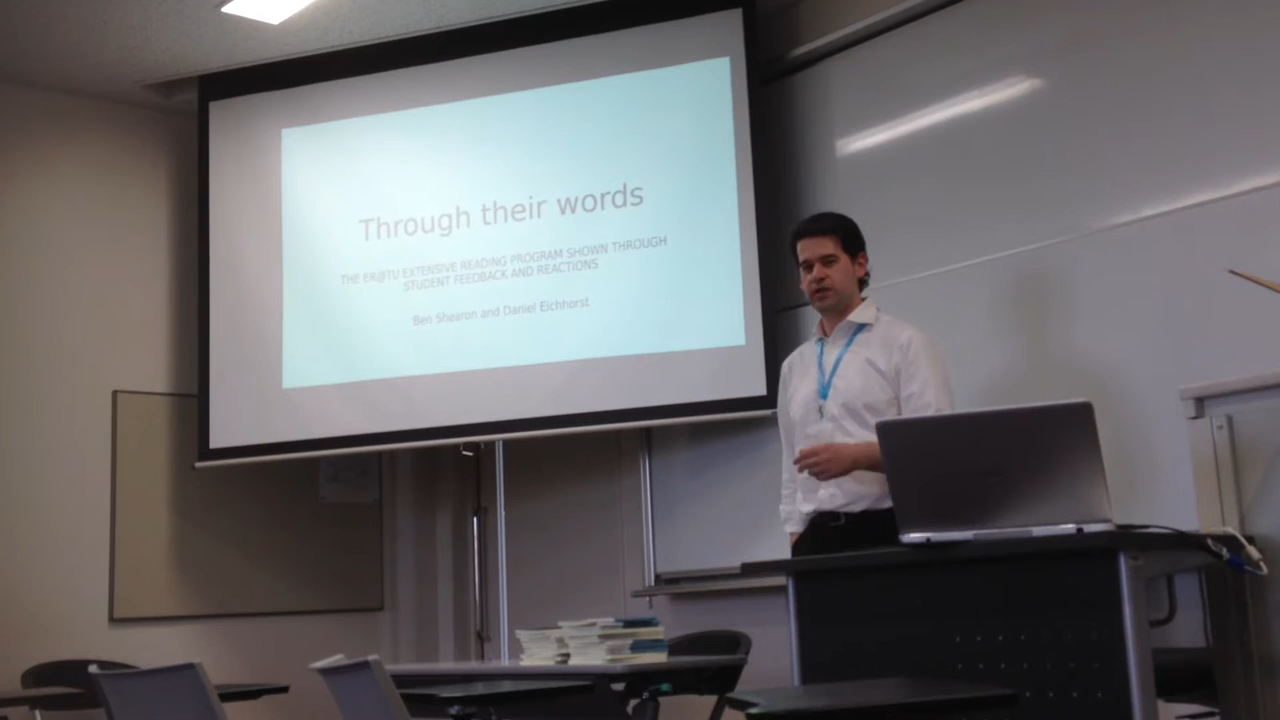 Through their words
THE ER@TU EXTENSIVE READING PROGRAM SHOWN THROUGH
STUDENT FEEDBACK AND REACTIONS
Ben Shearon and Daniel Eichhorst